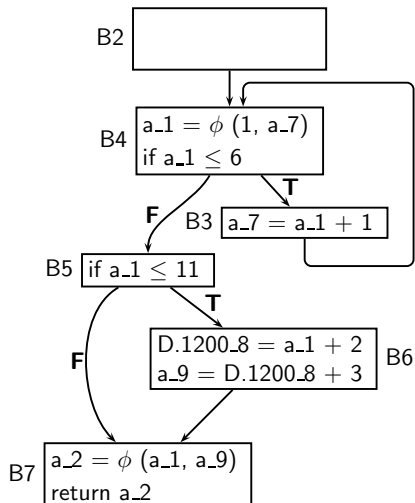 B2
B4
a_1 = ϕ (1, a_7)
if a_1 ≤ 6
T
F
B3
a_7 = a_1 + 1
B5
if a_1 ≤ 11
T
F
D.1200_8 = a_1 + 2
a_9 = D.1200_8 + 3
B6
B7
a_2 = ϕ (a_1, a_9)
return a_2